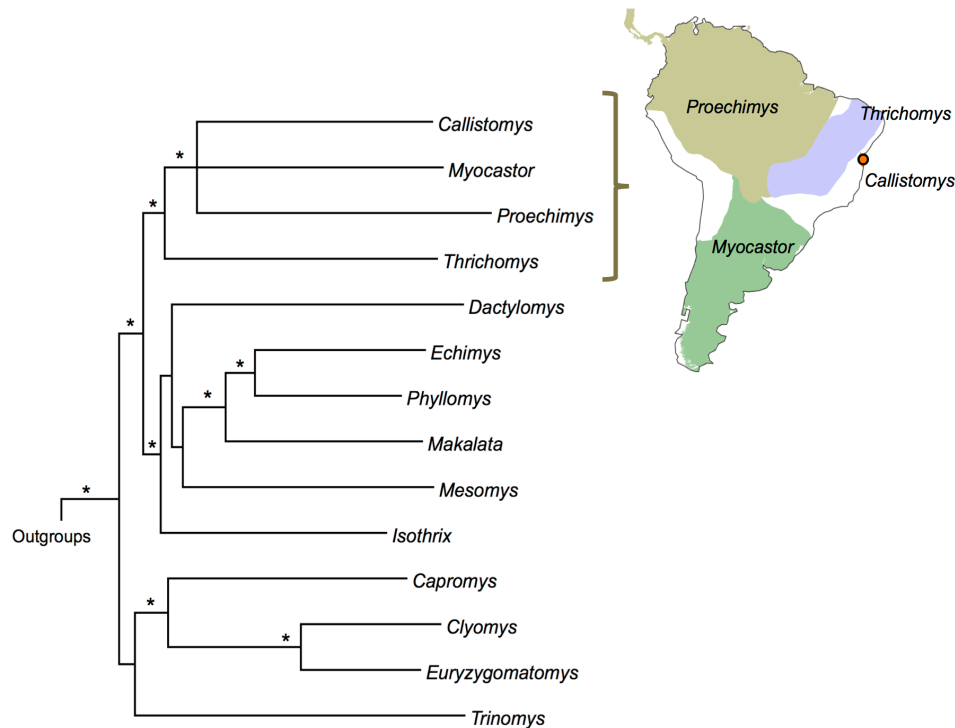 Callistomys
Myocastor
Proechimys
Thrichomys
Dactylomys
Echimys
Phyllomys
Makalata
Mesomys
Isothrix
Capromys
Clyomys
Euryzygomatomys
Trinomys
Outgroups
*
*
*
*
*
*
*
*
*
Proechimys
Thrichomys
Callistomys
Myocastor